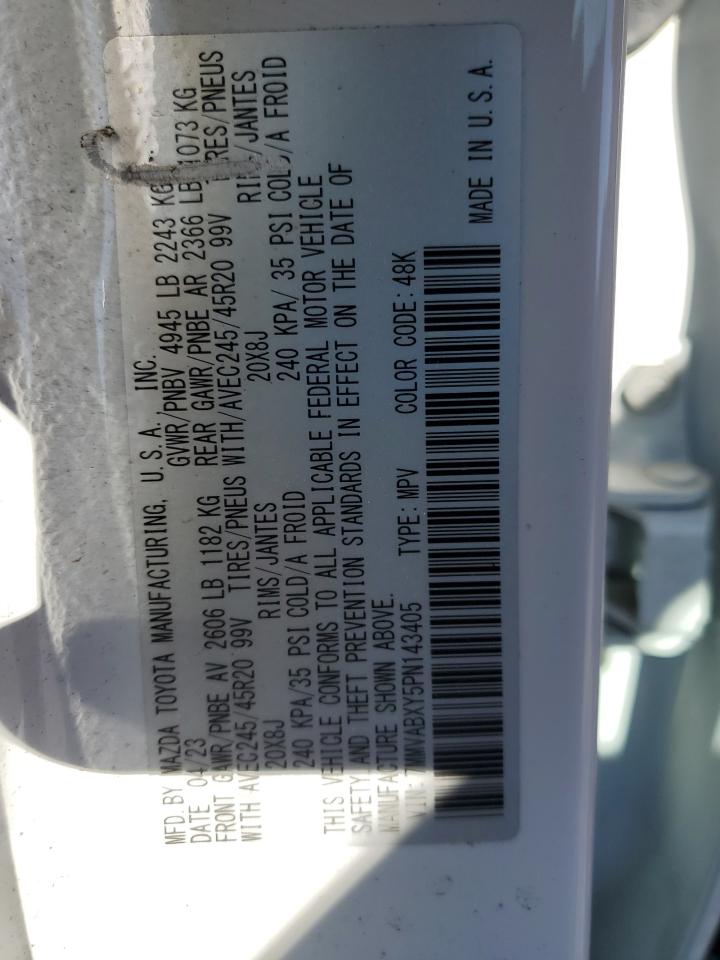 MFD. BY MAZDA TOYOTA MANUFACTURING, U.S.A. INC.
DATE 04/23 GVWR/PNBV 4945 LB 2243 KG
FRONT GAWR/PNBE AV 2606 LB 1182 KG REAR GAWR/PNBE AR 2366 LB 1073 KG
WITH AVEC245/45R20 99V TIRES/PNEUS WITH/AVEC245/45R20 99V TIRES/PNEUS
20X8J RIMS/JANTES 20X8J RIMS/JANTES
240 KPA/35 PSI COLD/A FROID 240 KPA/ 35 PSI COLD/A FROID
THIS VEHICLE CONFORMS TO ALL APPLICABLE FEDERAL MOTOR VEHICLE
SAFETY AND THEFT PREVENTION STANDARDS IN EFFECT ON THE DATE OF
MANUFACTURE SHOWN ABOVE.
VIN: 7MMVABXY5PN143405 TYPE: MPV COLOR CODE: 48K
MADE IN U.S.A.